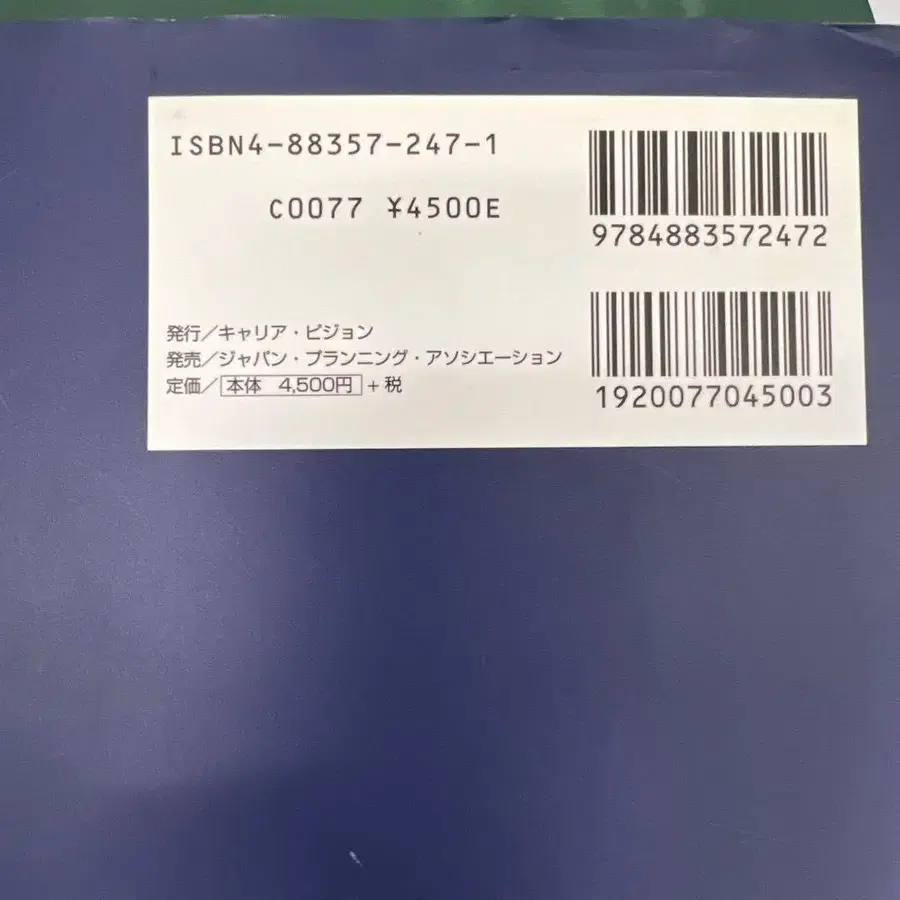 ISBN4-88357-247-1
C0077 ¥4500E
9784883572472
発行/キャリア・ビジョン
発売/ジャパン・プランニング・アソシエーション
定価/本体 4,500円+税
1920077045003